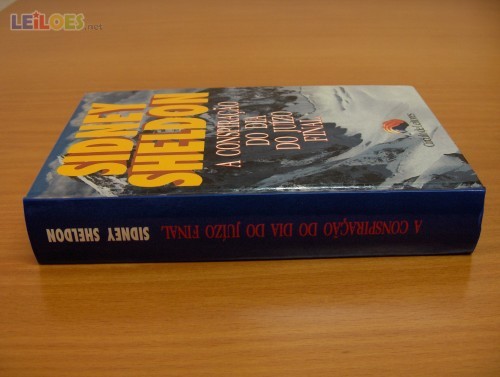 LEiLOES.net
SIDNEY
SHELDON
A CONSPIRAÇÃO
DO DIA
DO JUÍZO
FINAL
A CONSPIRAÇÃO DO DIA DO JUÍZO FINAL
SIDNEY SHELDON